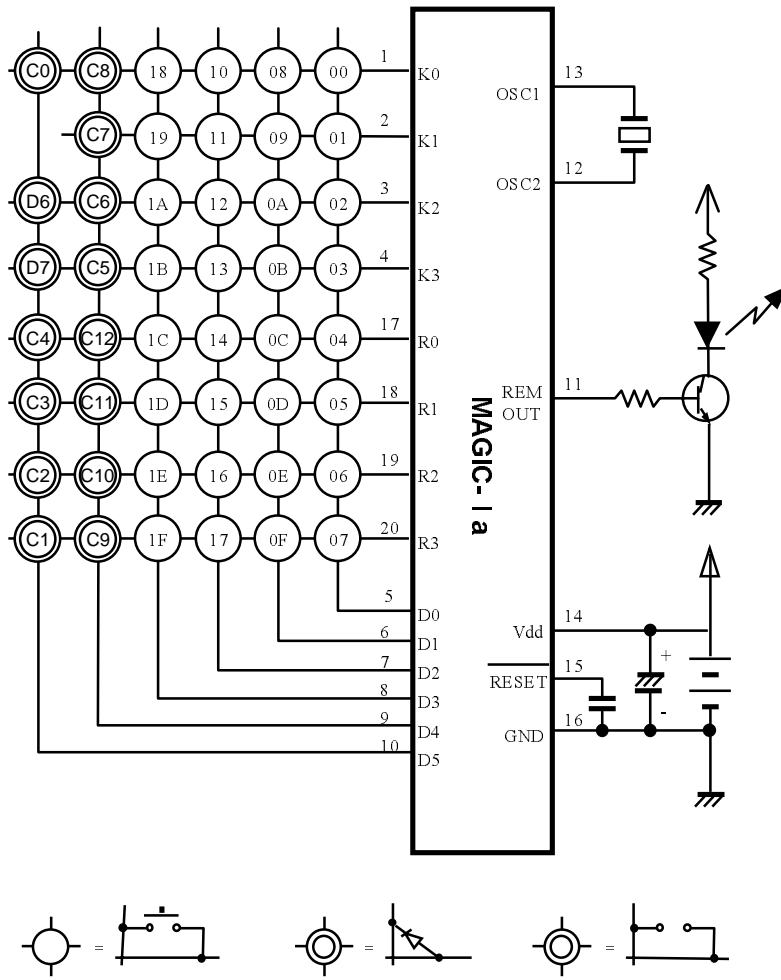 C0 C8 18 10 08 00 1 K0
C7 19 11 09 01 2 K1
D6 C6 1A 12 0A 02 3 K2
D7 C5 1B 13 0B 03 4 K3
C4 C12 1C 14 0C 04 17 R0
C3 C11 1D 15 0D 05 18 R1
C2 C10 1E 16 0E 06 19 R2
C1 C9 1F 17 0F 07 20 R3
5 D0
6 D1
7 D2
8 D3
9 D4
10 D5
MAGIC- I a
OSC1 13
OSC2 12
REM 11
OUT
Vdd 14
+
RESET 15
-
GND 16
= = =